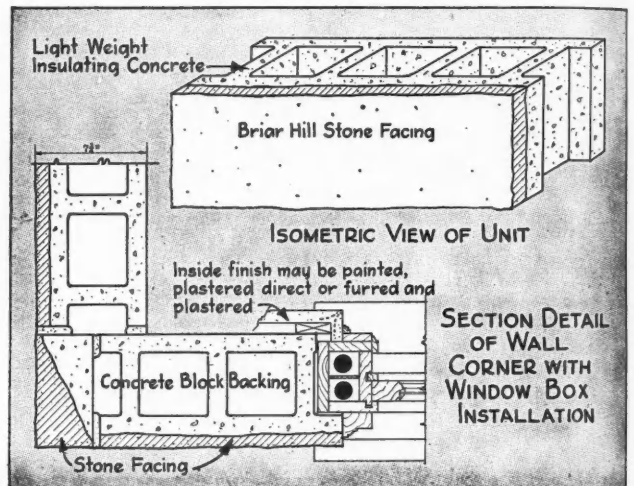 Light Weight
Insulating Concrete
Briar Hill Stone Facing
ISOMETRIC VIEW OF UNIT
Inside finish may be painted,
plastered direct or furred and
plastered
SECTION DETAIL
OF WALL
CORNER WITH
WINDOW BOX
INSTALLATION
Concrete Block Backing
Stone Facing